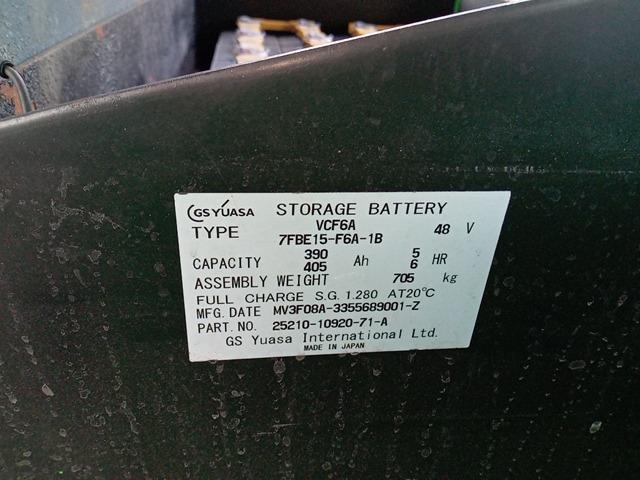 GS YUASA STORAGE BATTERY
TYPE VCF6A 48 V
7FBE15-F6A-1B
CAPACITY 390 Ah 5 HR
405 6
ASSEMBLY WEIGHT 705 kg
FULL CHARGE S.G. 1.280 AT20℃
MFG. DATE MV3F08A-3355689001-Z
PART. NO. 25210-10920-71-A
GS Yuasa International Ltd.
MADE IN JAPAN